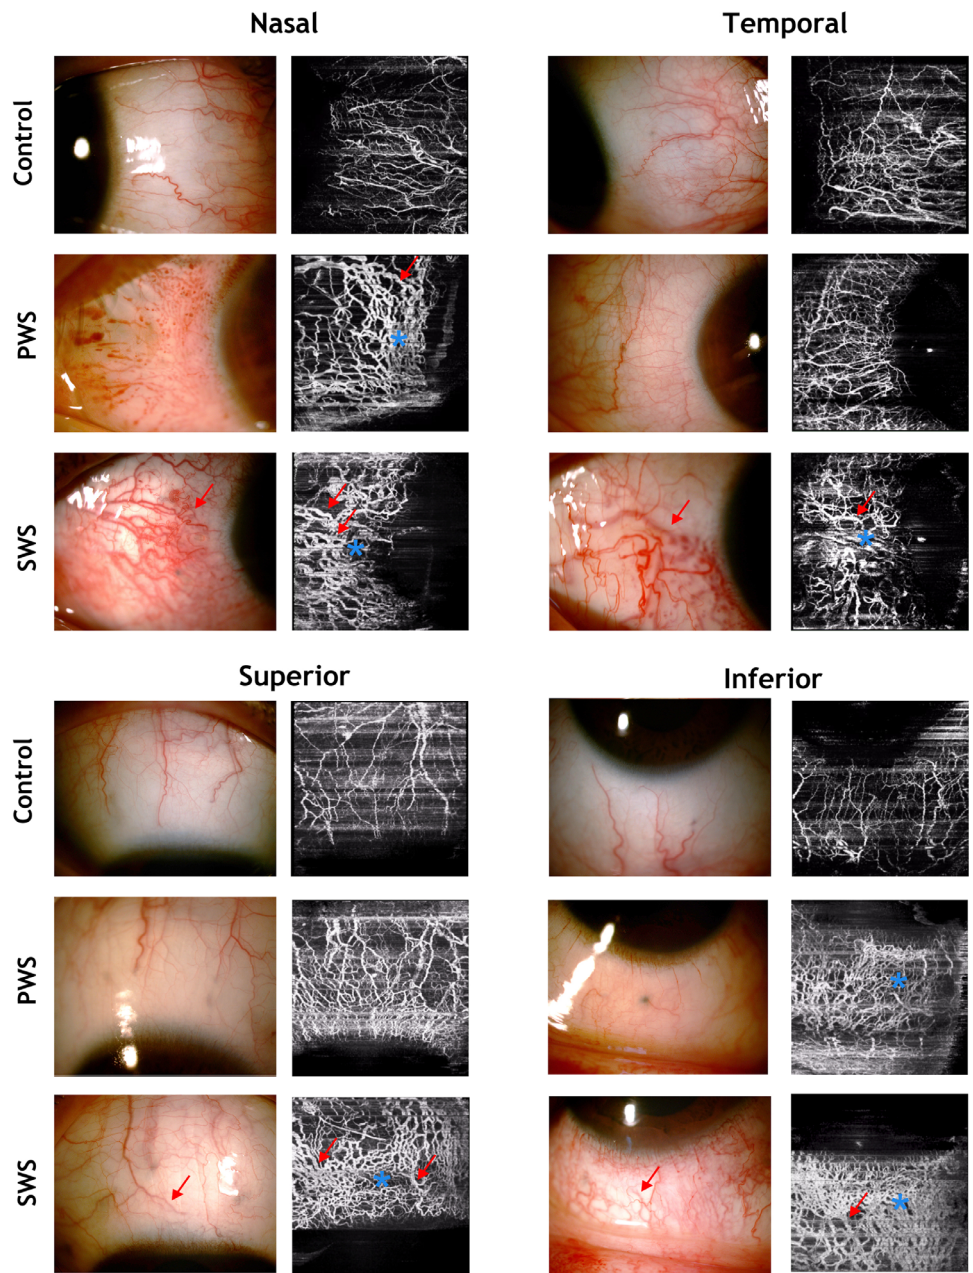 Nasal
Temporal
Control
PWS
SWS
Superior
Inferior
Control
PWS
SWS